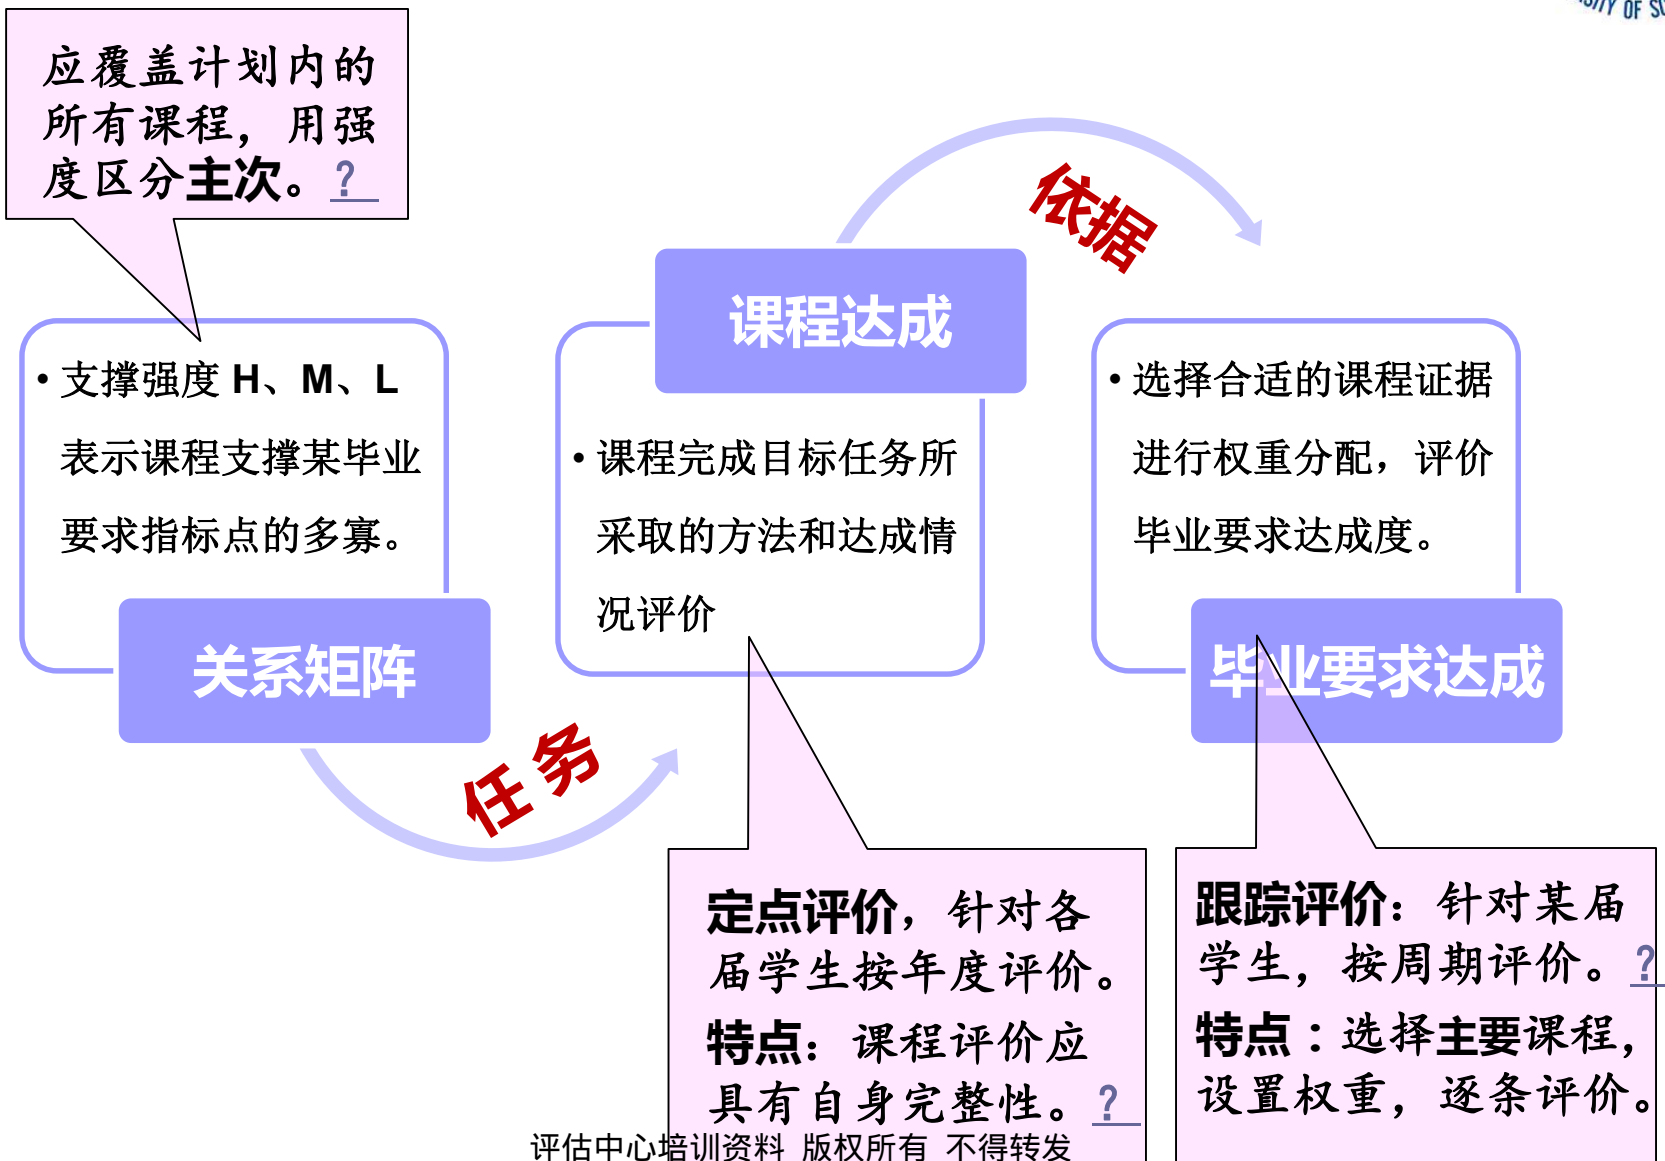 应覆盖计划内的
所有课程，用强
度区分主次。?
• 支撑强度 H、M、L
表示课程支撑某毕业
要求指标点的多寡。
关系矩阵
任务
课程达成
• 课程完成目标任务所
采取的方法和达成情
况评价
依据
• 选择合适的课程证据
进行权重分配，评价
毕业要求达成度。
毕业要求达成
定点评价，针对各
届学生按年度评价。
特点：课程评价应
具有自身完整性。?
跟踪评价：针对某届
学生，按周期评价。?
特点：选择主要课程，
设置权重，逐条评价。
评估中心培训资料 版权所有 不得转发